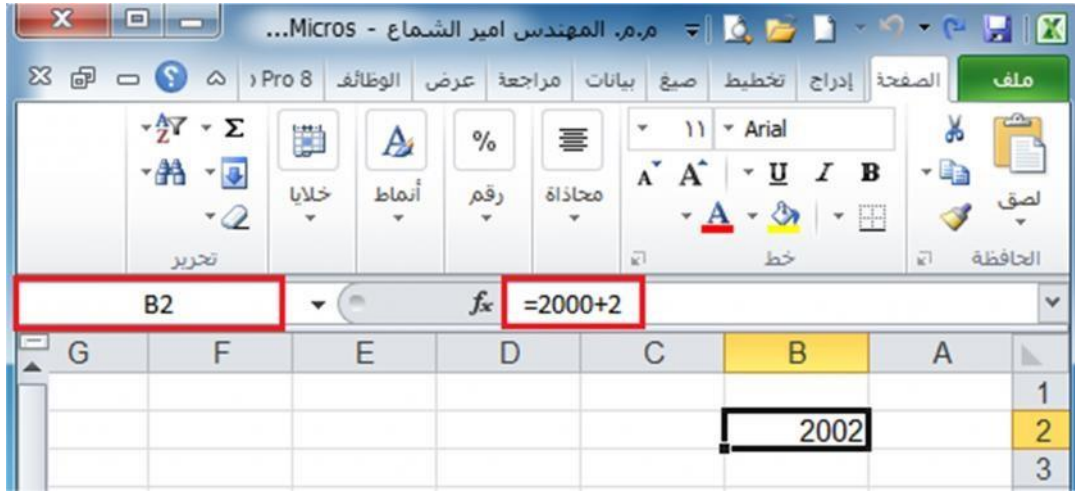 م.م. المهندس امير الشماع - Micros...
ملف الصفحة إدراج تخطيط صيغ بيانات مراجعة عرض الوظائف Pro 8
لصق
الحافظة
Arial ١١
B I U A A A
خط
محاذاة
% رقم
A أنماط
خلايا
Σ A Z
تحرير
B2 fx =2000+2
A B C D E F G
1
2 2002
3